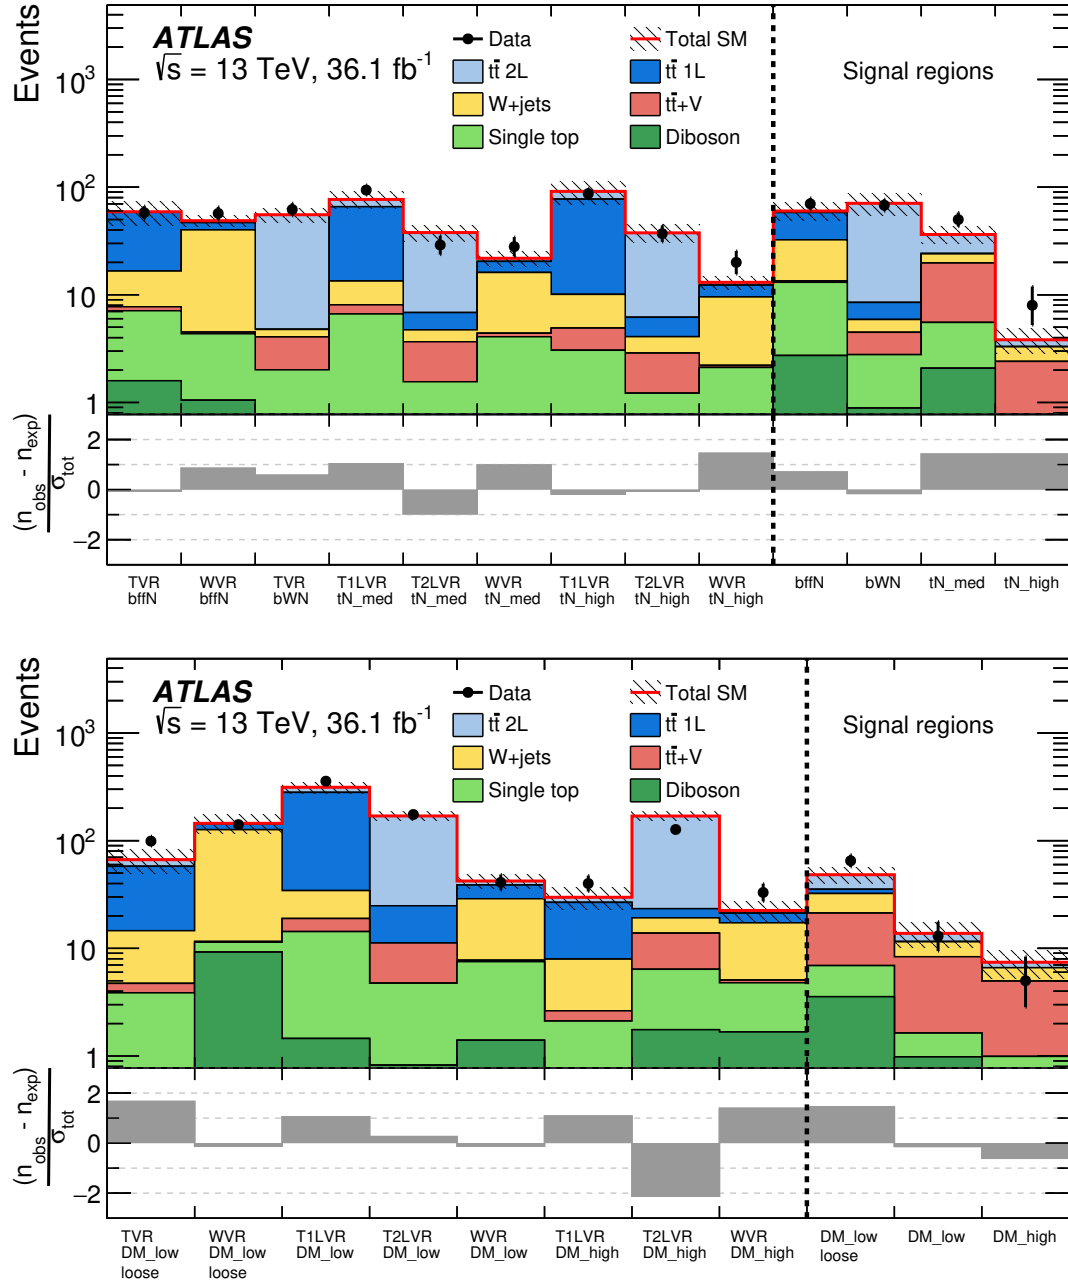 Events
ATLAS
√s = 13 TeV, 36.1 fb⁻¹
Data
Total SM
tt̄ 2L
tt̄ 1L
W+jets
tt̄+V
Single top
Diboson
Signal regions
10³
10²
10
1
(n_obs - n_exp)
σ_tot
2
0
−2
TVR WVR TVR T1LVR T2LVR WVR T1LVR T2LVR WVR bffN bWN tN_med tN_high
bffN bffN bWN tN_med tN_med tN_med tN_high tN_high tN_high
Events
ATLAS
√s = 13 TeV, 36.1 fb⁻¹
Data
Total SM
tt̄ 2L
tt̄ 1L
W+jets
tt̄+V
Single top
Diboson
Signal regions
10³
10²
10
1
(n_obs - n_exp)
σ_tot
2
0
−2
TVR WVR T1LVR T2LVR WVR T1LVR T2LVR WVR DM_low DM_low DM_high
DM_low DM_low DM_low DM_low DM_low DM_high DM_high DM_high loose
loose loose